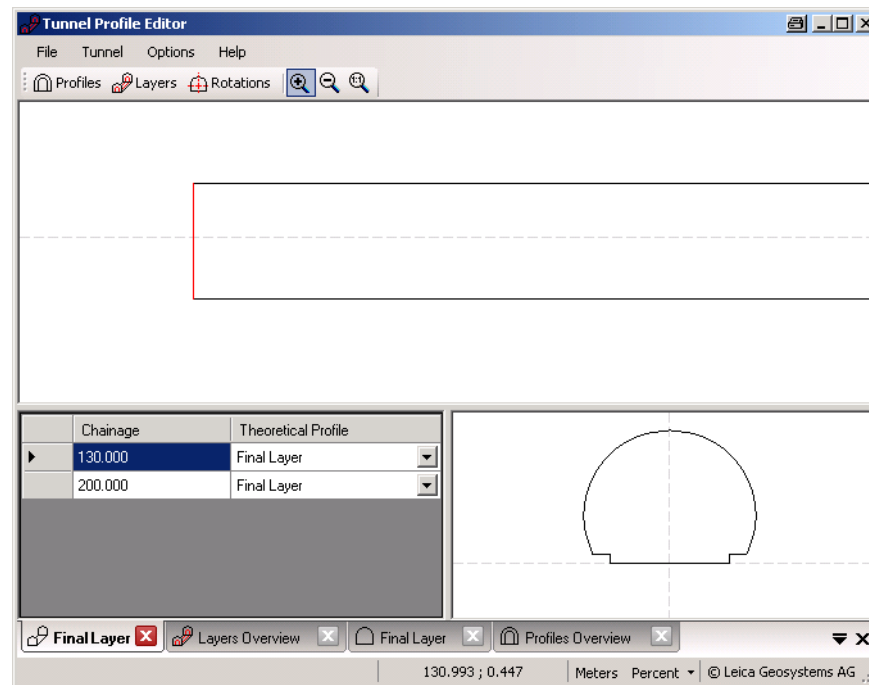 Tunnel Profile Editor
File Tunnel Options Help
Profiles Layers Rotations
Chainage Theoretical Profile
130.000 Final Layer
200.000 Final Layer
Final Layer Layers Overview Final Layer Profiles Overview
130.993 ; 0.447 Meters Percent © Leica Geosystems AG